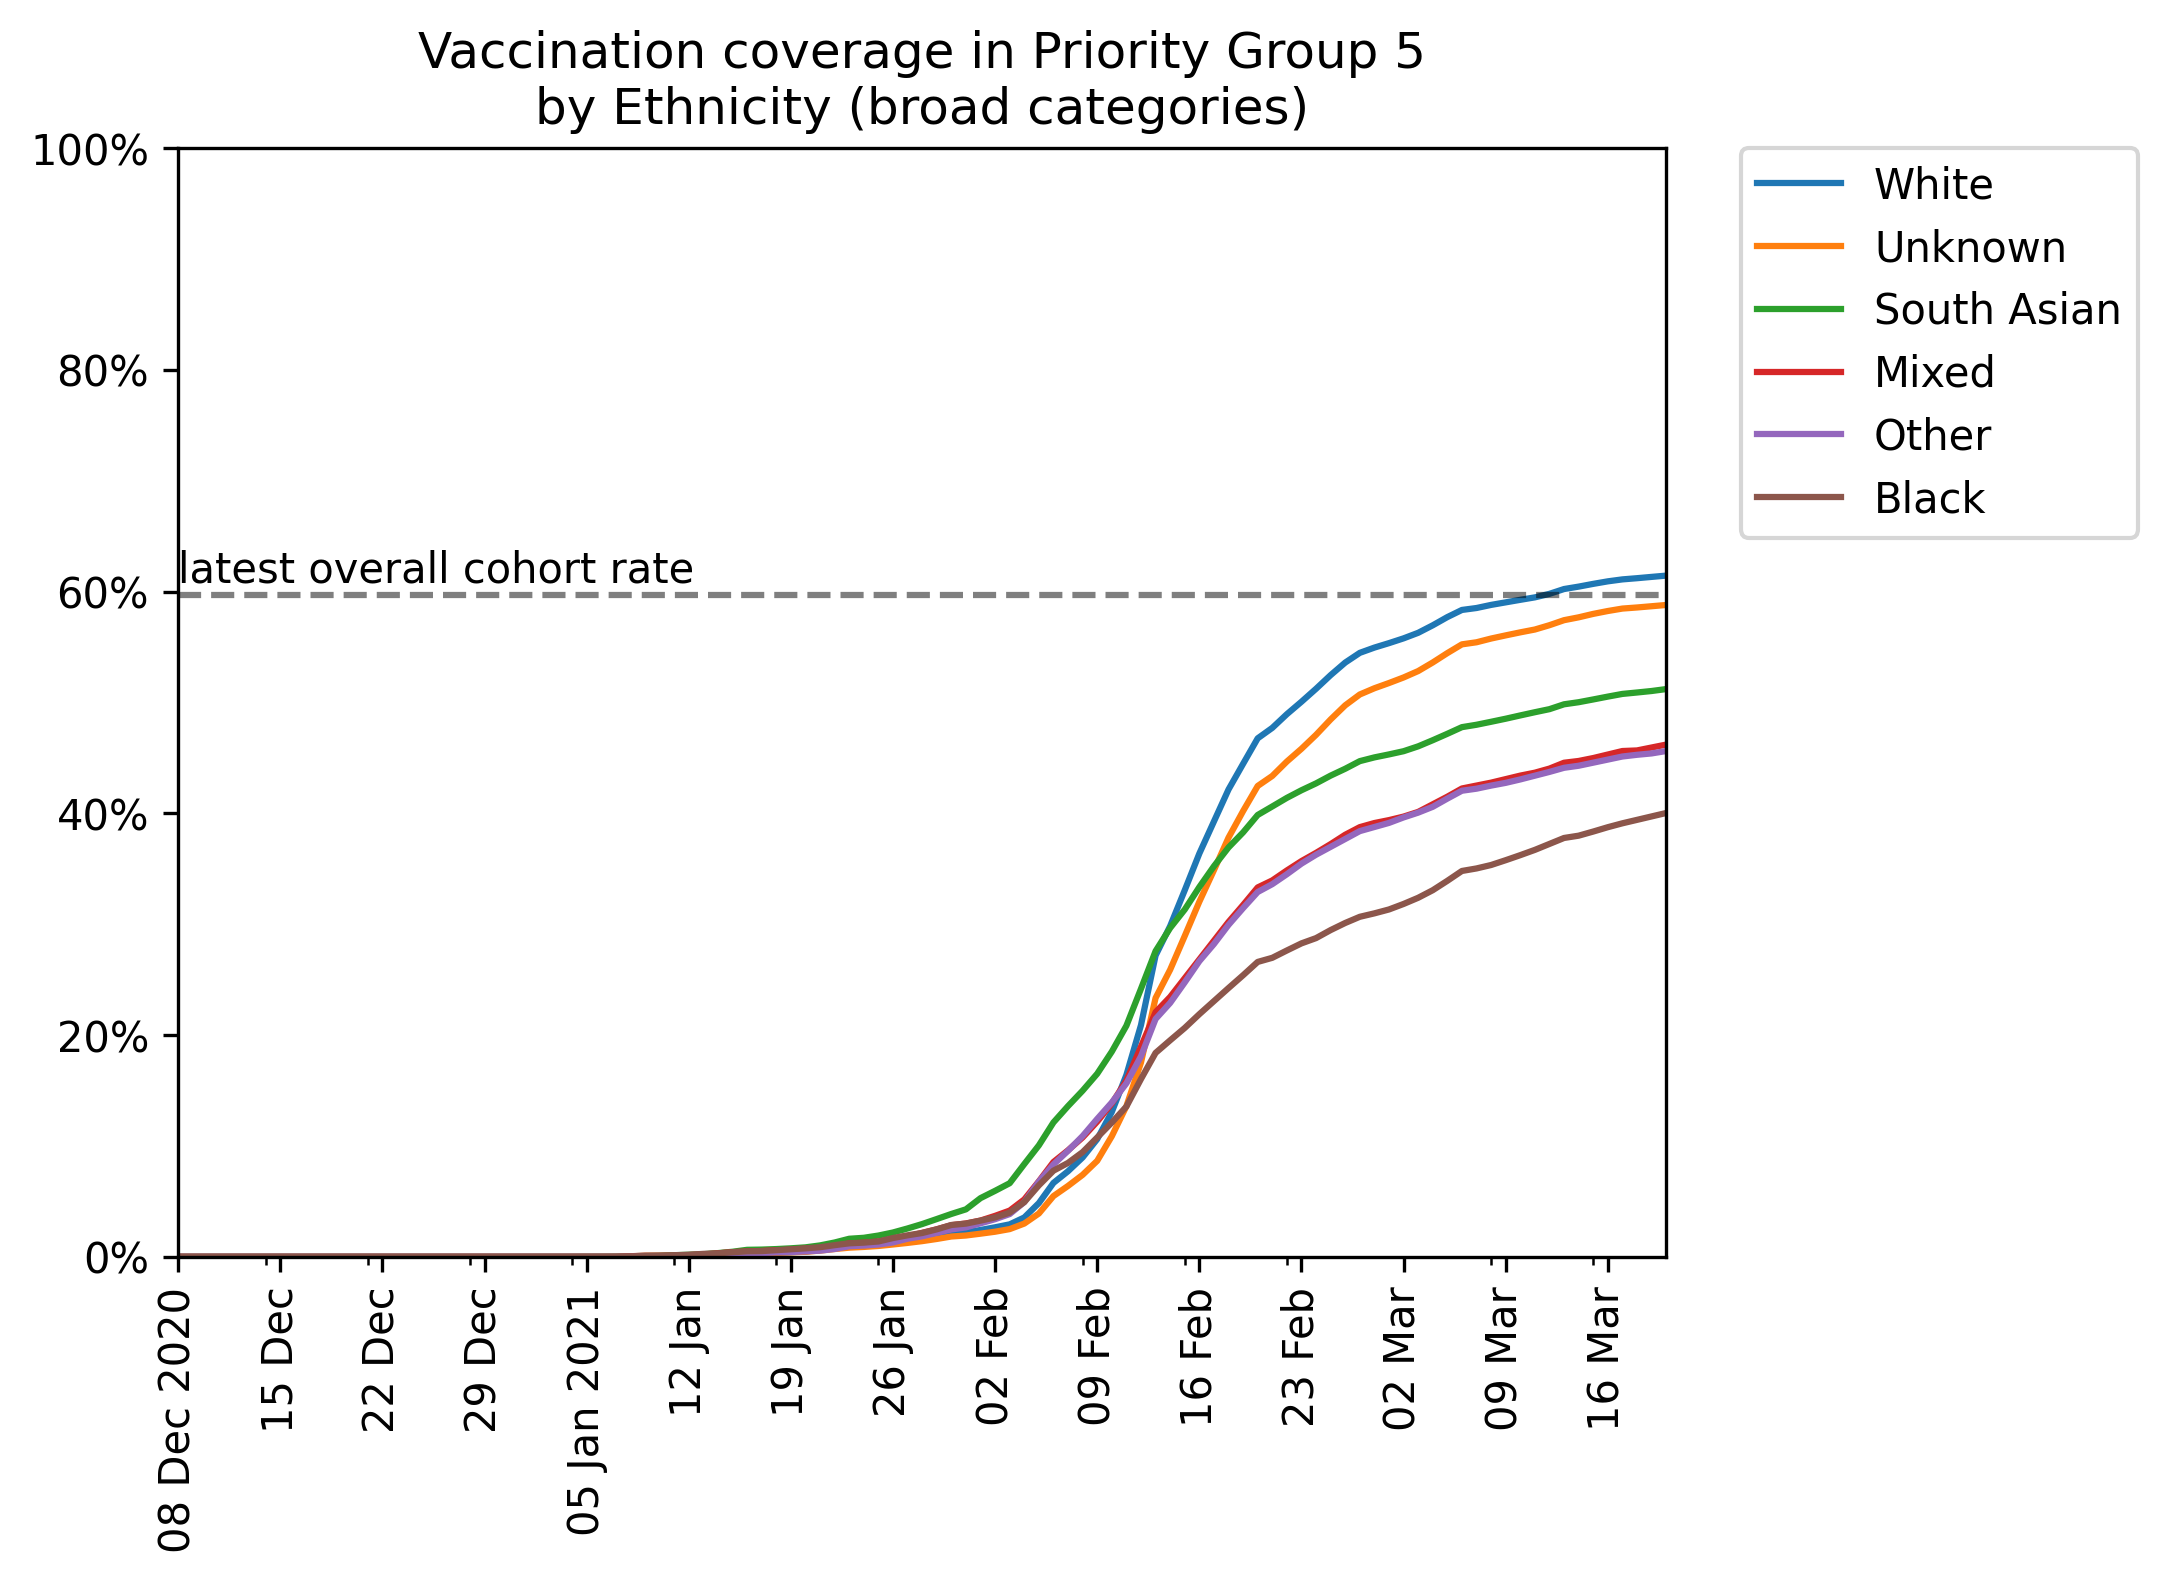 Vaccination coverage in Priority Group 5
by Ethnicity (broad categories)
100%
80%
60%
40%
20%
0%
latest overall cohort rate
08 Dec 2020
15 Dec
22 Dec
29 Dec
05 Jan 2021
12 Jan
19 Jan
26 Jan
02 Feb
09 Feb
16 Feb
23 Feb
02 Mar
09 Mar
16 Mar
White
Unknown
South Asian
Mixed
Other
Black